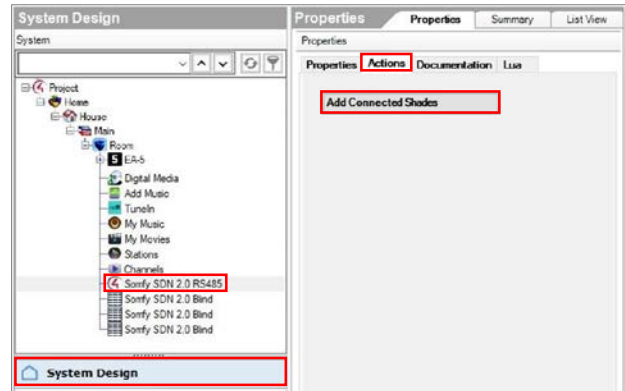 System Design
System
Project
Home
House
Main
Room
EA-5
Digital Media
Add Music
TuneIn
My Music
My Movies
Stations
Channels
Somfy SDN 2.0 RS485
Somfy SDN 2.0 Blind
Somfy SDN 2.0 Blind
Somfy SDN 2.0 Blind
System Design
Properties Properties Summary List View
Properties
Properties Actions Documentation Lua
Add Connected Shades